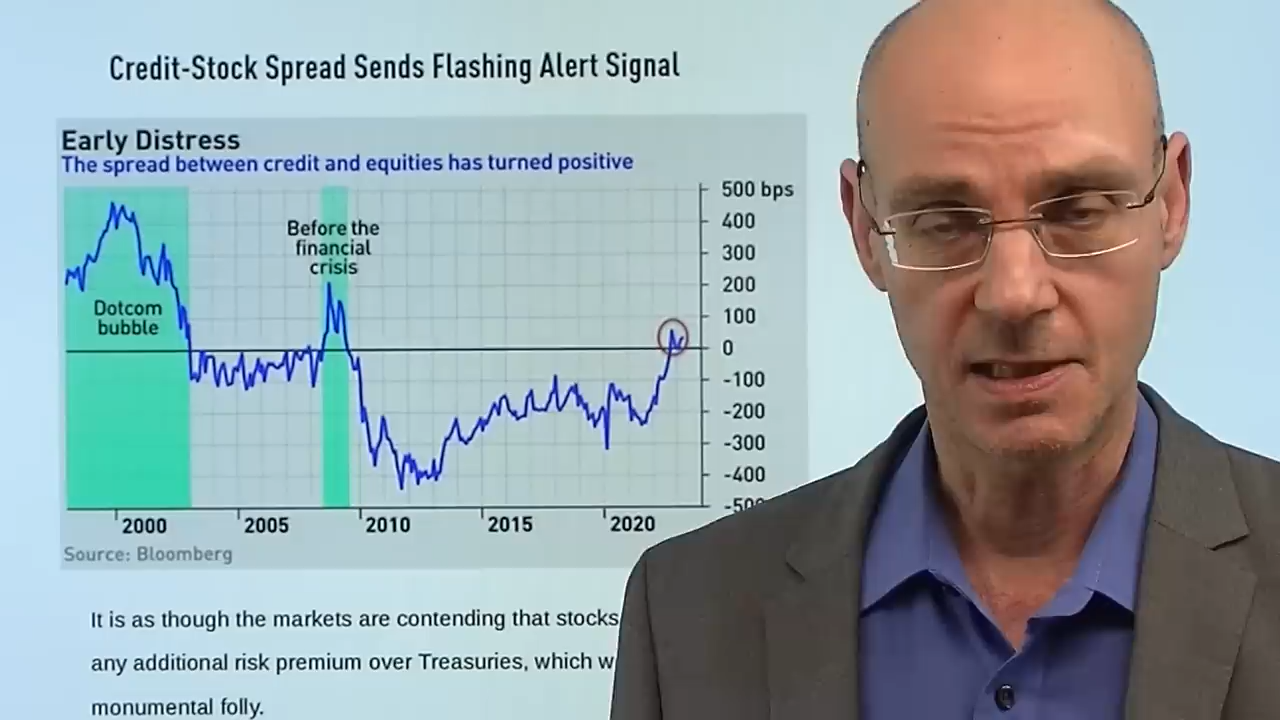 Credit-Stock Spread Sends Flashing Alert Signal
Early Distress
The spread between credit and equities has turned positive
500 bps
400
300
200
100
0
-100
-200
-300
-400
Before the
financial
crisis
Dotcom
bubble
2000
2005
2010
2015
2020
Source: Bloomberg
It is as though the markets are contending that stocks
any additional risk premium over Treasuries, which
monumental folly.